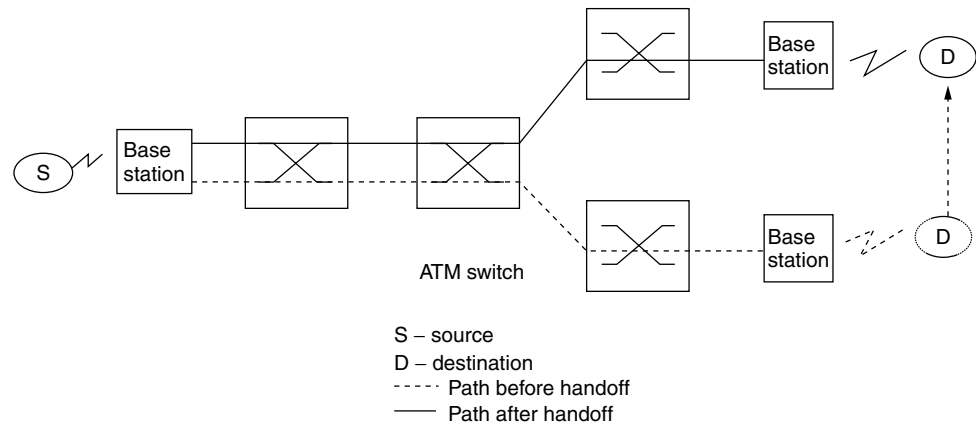 Base
station
D
Base
station
S
Base
station
D
ATM switch
S – source
D – destination
Path before handoff
Path after handoff